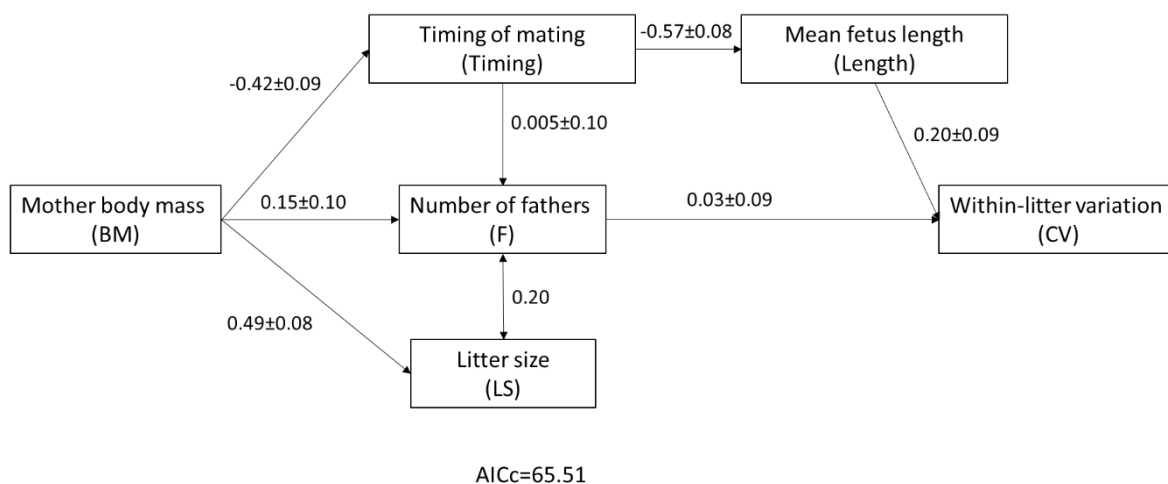 Timing of mating
(Timing)
-0.57±0.08
Mean fetus length
(Length)
-0.42±0.09
0.005±0.10
0.20±0.09
Mother body mass
(BM)
0.15±0.10
Number of fathers
(F)
0.03±0.09
Within-litter variation
(CV)
0.49±0.08
0.20
Litter size
(LS)
AICc=65.51